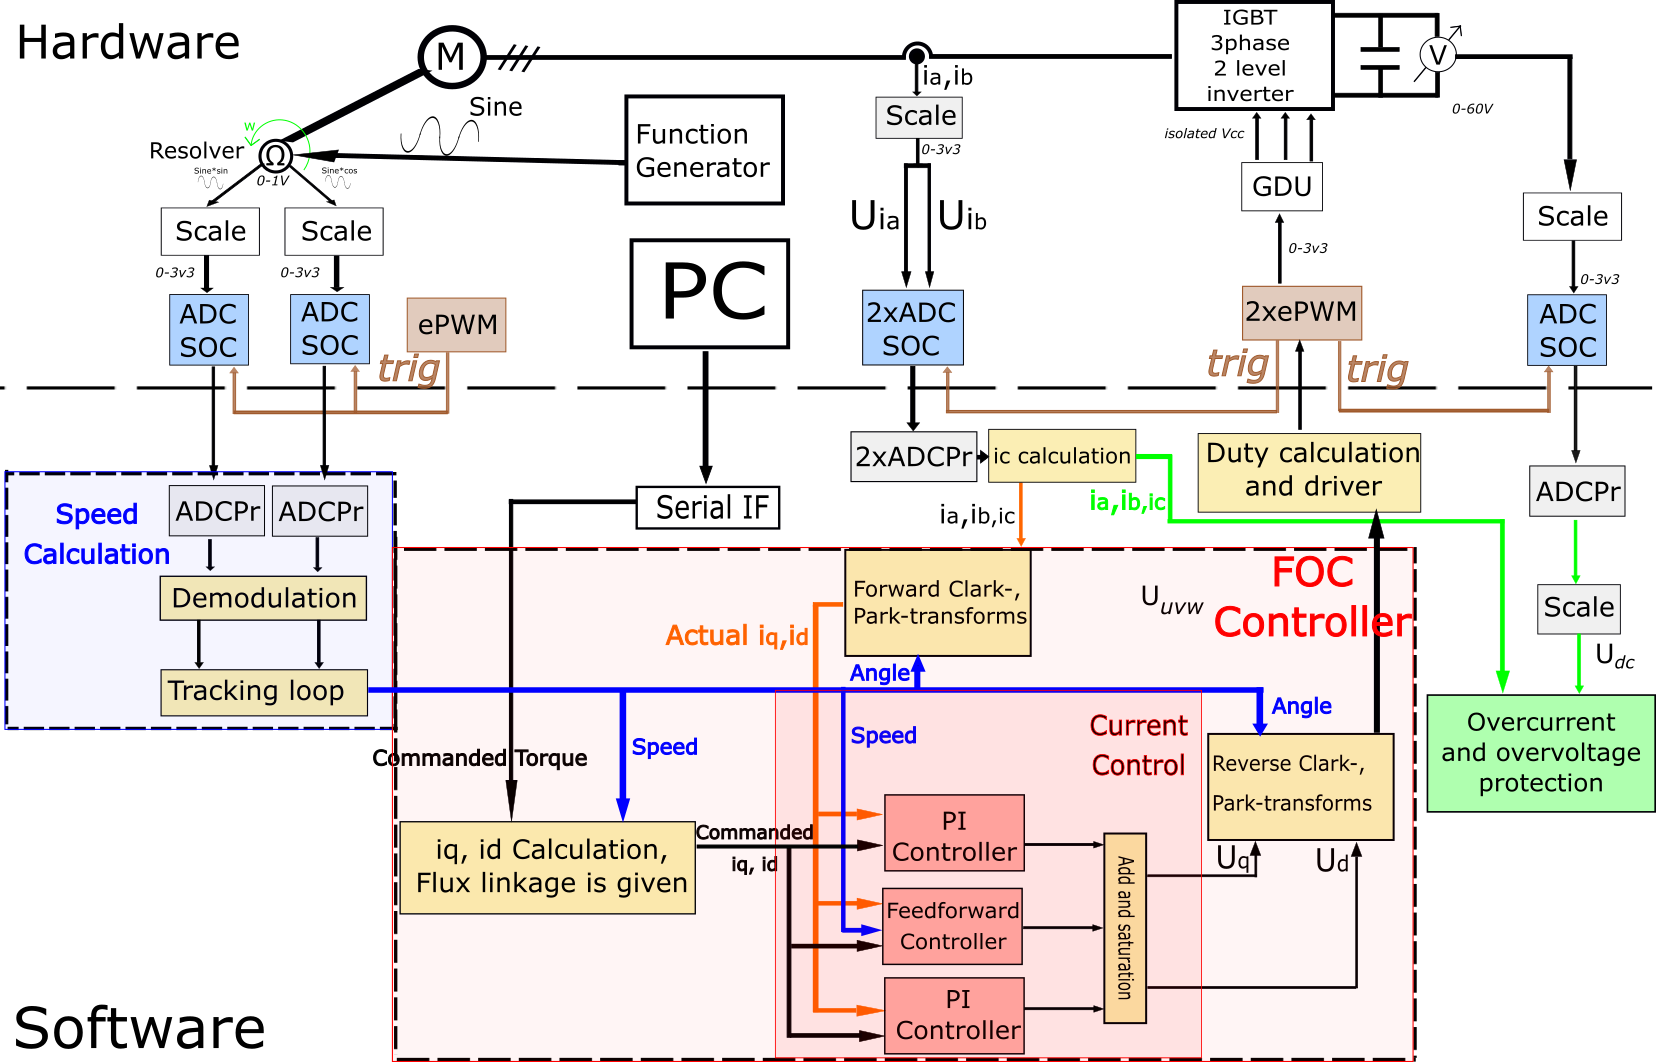 Hardware
M
Sine
Function
Generator
w
Resolver
Ω
Sine*sin
Sine*cos
0-1V
Scale
Scale
0-3v3
0-3v3
ADC
SOC
ADC
SOC
ePWM
trig
PC
ia,ib
Scale
0-3v3
Uia
Uib
2xADC
SOC
IGBT
3phase
2 level
inverter
V
0-60V
isolated Vcc
GDU
0-3v3
2xePWM
trig
trig
Scale
0-3v3
ADC
SOC
2xADCPr
ic calculation
ia,ib,ic
ia,ib,ic
Duty calculation
and driver
ADCPr
Scale
Udc
Overcurrent
and overvoltage
protection
Serial IF
Speed
Calculation
ADCPr
ADCPr
Demodulation
Tracking loop
FOC
Controller
Forward Clark-,
Park-transforms
Uuvw
Actual iq,id
Angle
Speed
Speed
Angle
Commanded Torque
Current
Control
Reverse Clark-,
Park-transforms
iq, id Calculation,
Flux linkage is given
Commanded
iq, id
PI
Controller
Feedforward
Controller
PI
Controller
Add and saturation
Uq
Ud
Software